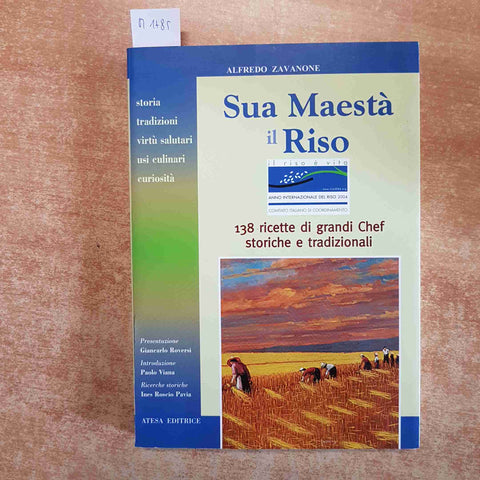 M 1485
ALFREDO ZAVANONE
storia
tradizioni
virtù salutari
usi culinari
curiosità
Sua Maestà
il Riso
il riso è vita
ANNO INTERNAZIONALE DEL RISO 2004
COMITATO ITALIANO DI COORDINAMENTO
138 ricette di grandi Chef
storiche e tradizionali
Presentazione
Giancarlo Roversi
Introduzione
Paolo Viana
Ricerche storiche
Ines Roscio Pavia
ATESA EDITRICE